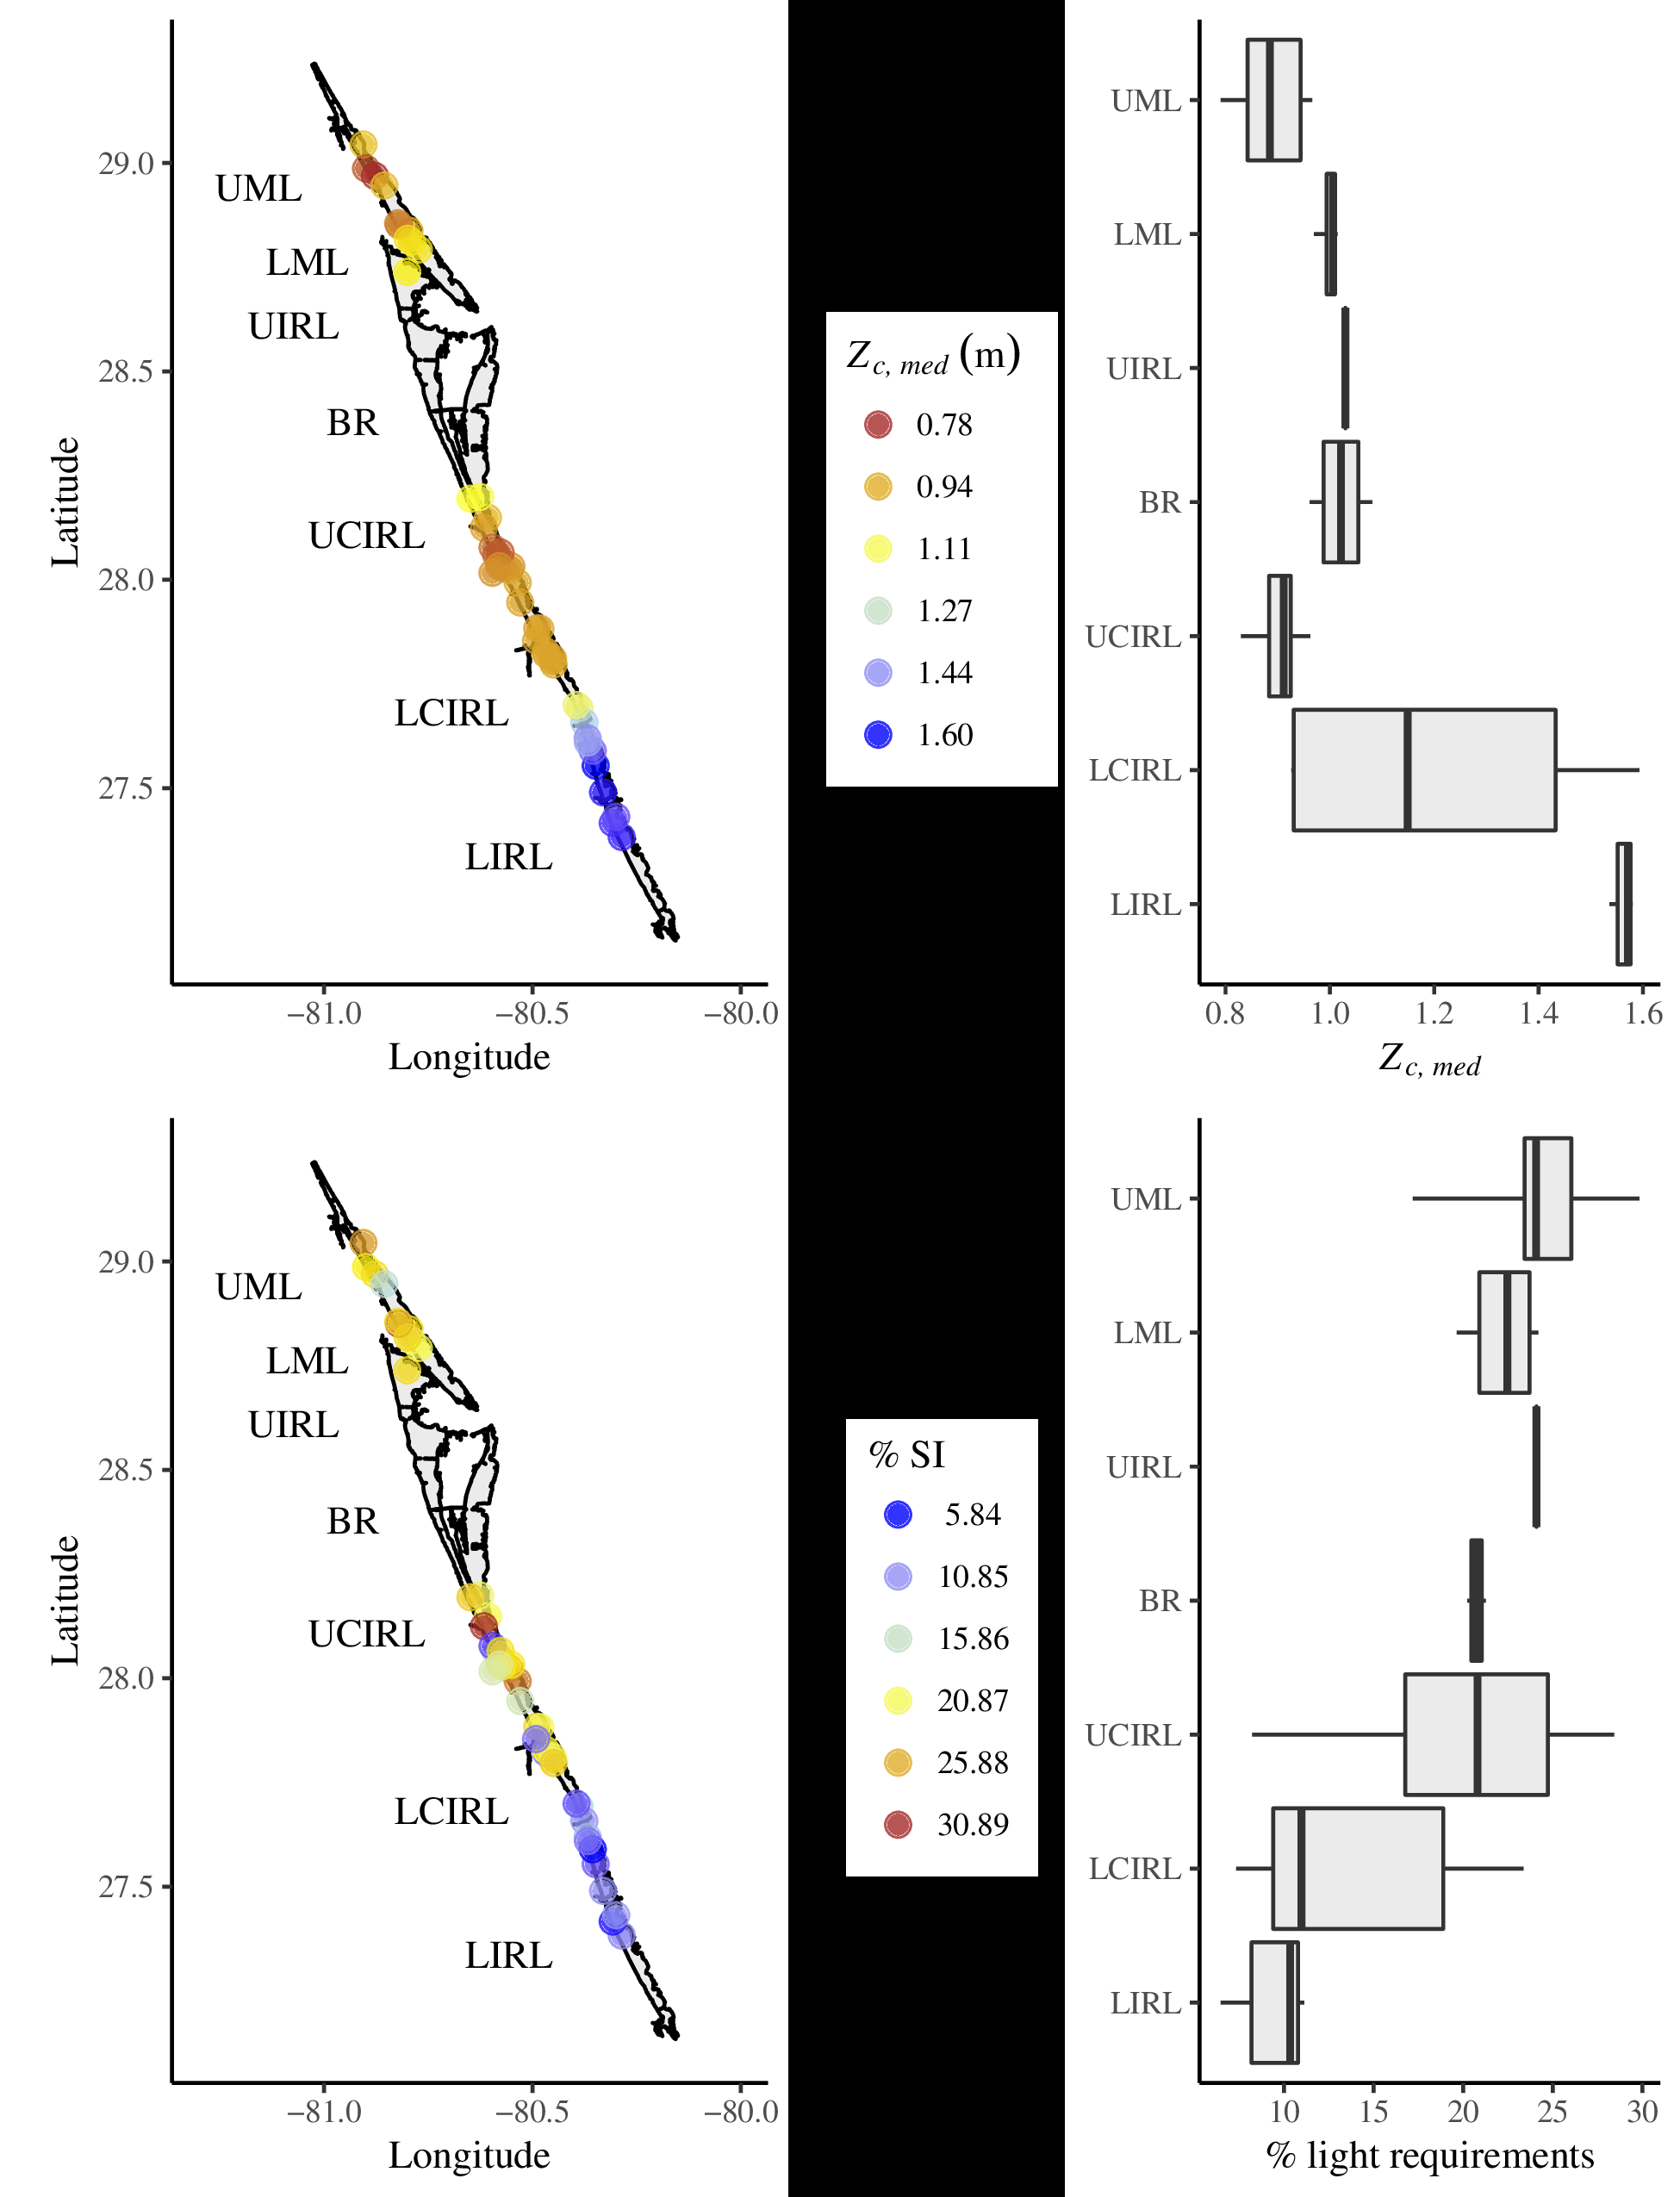 29.0
28.5
28.0
27.5
Latitude
UML
LML
UIRL
BR
UCIRL
LCIRL
LIRL
−81.0 −80.5 −80.0
Longitude
Zc, med (m)
0.78
0.94
1.11
1.27
1.44
1.60
UML
LML
UIRL
BR
UCIRL
LCIRL
LIRL
0.8 1.0 1.2 1.4 1.6
Zc, med
29.0
28.5
28.0
27.5
Latitude
UML
LML
UIRL
BR
UCIRL
LCIRL
LIRL
−81.0 −80.5 −80.0
Longitude
% SI
5.84
10.85
15.86
20.87
25.88
30.89
UML
LML
UIRL
BR
UCIRL
LCIRL
LIRL
10 15 20 25 30
% light requirements